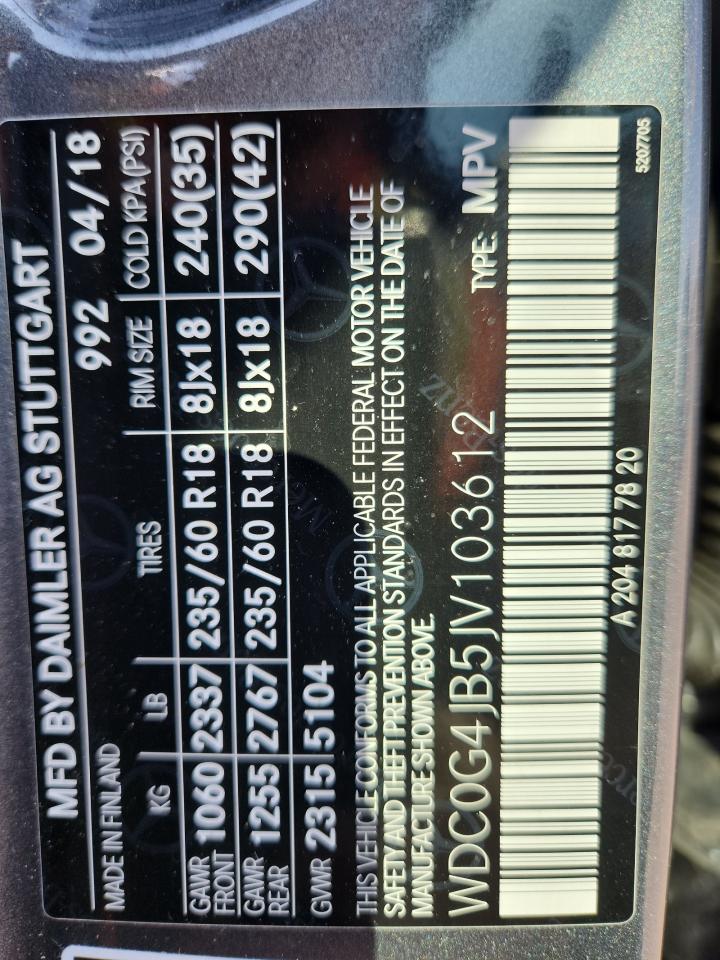 MFD BY DAIMLER AG STUTTGART
MADE IN FINLAND 992 04/18
KG LB TIRES RIM SIZE COLD KPA(PSI)
GAWR FRONT 1060 2337 235/60 R18 8Jx18 240(35)
GAWR REAR 1255 2767 235/60 R18 8Jx18 290(42)
GVWR 2315 5104
THIS VEHICLE CONFORMS TO ALL APPLICABLE FEDERAL MOTOR VEHICLE
SAFETY AND THEFT PREVENTION STANDARDS IN EFFECT ON THE DATE OF
MANUFACTURE SHOWN ABOVE.
WDC0G4JB5JV103612 TYPE: MPV
A 204 817 78 20
5207705